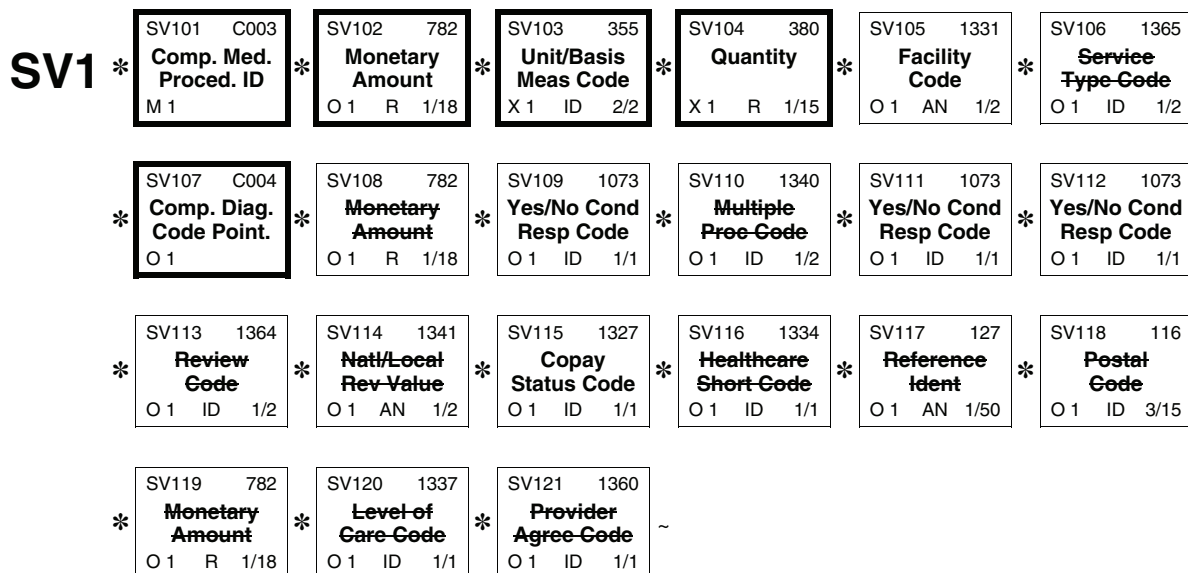 SV101 C003 SV102 782 SV103 355 SV104 380 SV105 1331 SV106 1365
SV1 * Comp. Med. * Monetary * Unit/Basis * Quantity * Facility * Service
Proced. ID Amount Meas Code Code Type Code
M 1 O 1 R 1/18 X 1 ID 2/2 X 1 R 1/15 O 1 AN 1/2 O 1 ID 1/2
SV107 C004 SV108 782 SV109 1073 SV110 1340 SV111 1073 SV112 1073
* Comp. Diag. * Monetary * Yes/No Cond * Multiple * Yes/No Cond * Yes/No Cond
Code Point. Amount Resp Code Proc Code Resp Code Resp Code
O 1 O 1 R 1/18 O 1 ID 1/1 O 1 ID 1/2 O 1 ID 1/1 O 1 ID 1/1
SV113 1364 SV114 1341 SV115 1327 SV116 1334 SV117 127 SV118 116
* Review * Natl/Local * Copay * Healthcare * Reference * Postal
Code Rev Value Status Code Short Code Ident Code
O 1 ID 1/2 O 1 AN 1/2 O 1 ID 1/1 O 1 ID 1/1 O 1 AN 1/50 O 1 ID 3/15
SV119 782 SV120 1337 SV121 1360
* Monetary * Level of * Provider ~
Amount Care Code Agree Code
O 1 R 1/18 O 1 ID 1/1 O 1 ID 1/1